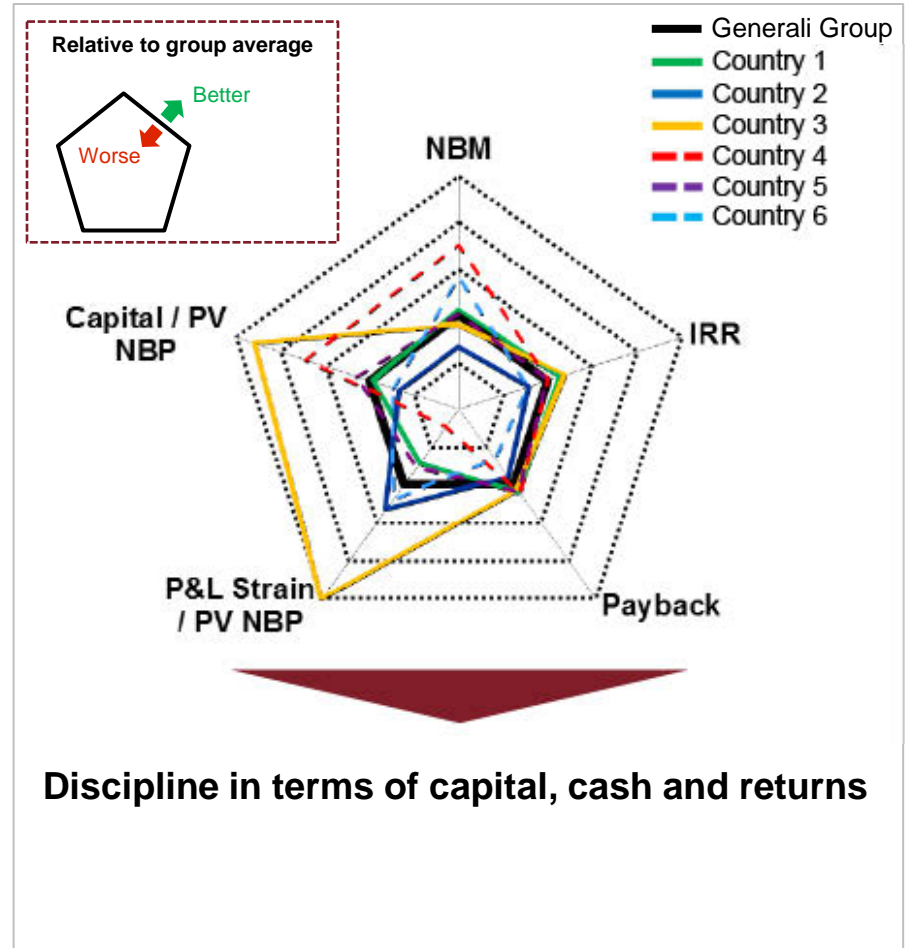 Relative to group average
Better
Worse
Generali Group
Country 1
Country 2
Country 3
Country 4
Country 5
Country 6
NBM
Capital / PV
NBP
IRR
P&L Strain
/ PV NBP
Payback
Discipline in terms of capital, cash and returns